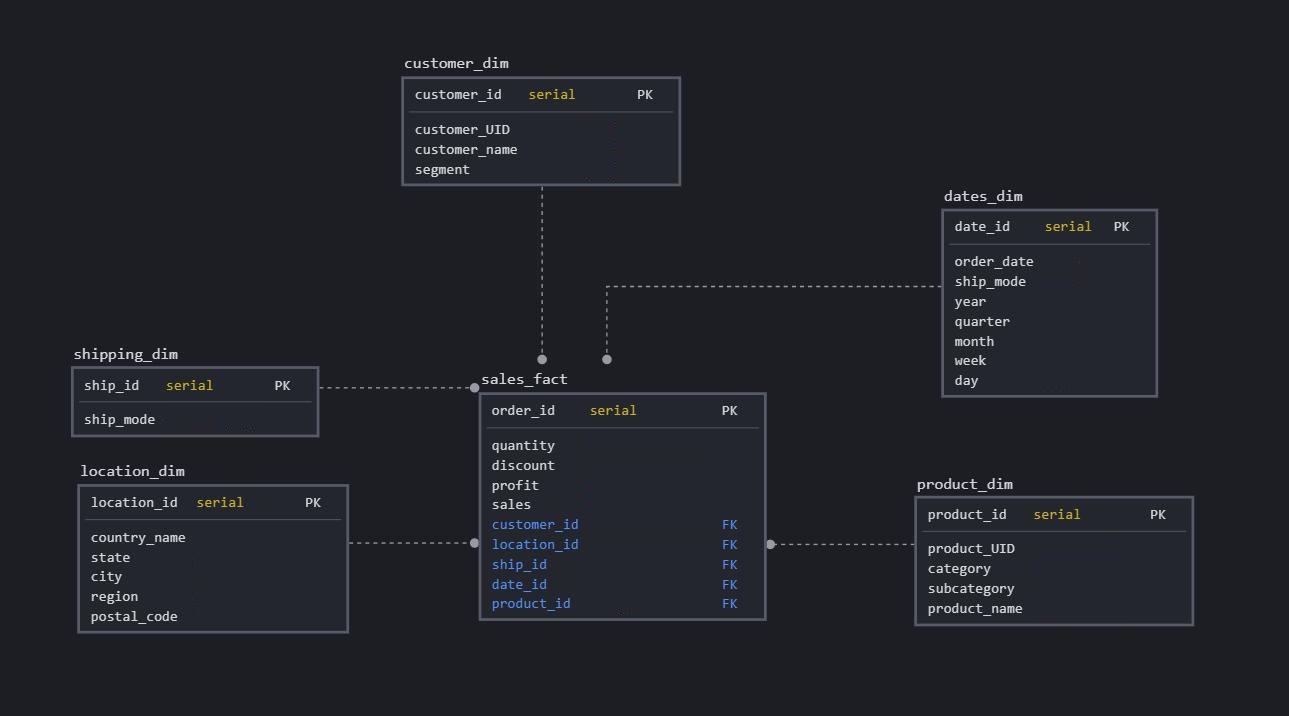 customer_dim
customer_id serial PK
customer_UID
customer_name
segment
dates_dim
date_id serial PK
order_date
ship_mode
year
quarter
month
week
day
shipping_dim
ship_id serial PK
ship_mode
sales_fact
order_id serial PK
quantity
discount
profit
sales
customer_id FK
location_id FK
ship_id FK
date_id FK
product_id FK
location_dim
location_id serial PK
country_name
state
city
region
postal_code
product_dim
product_id serial PK
product_UID
category
subcategory
product_name